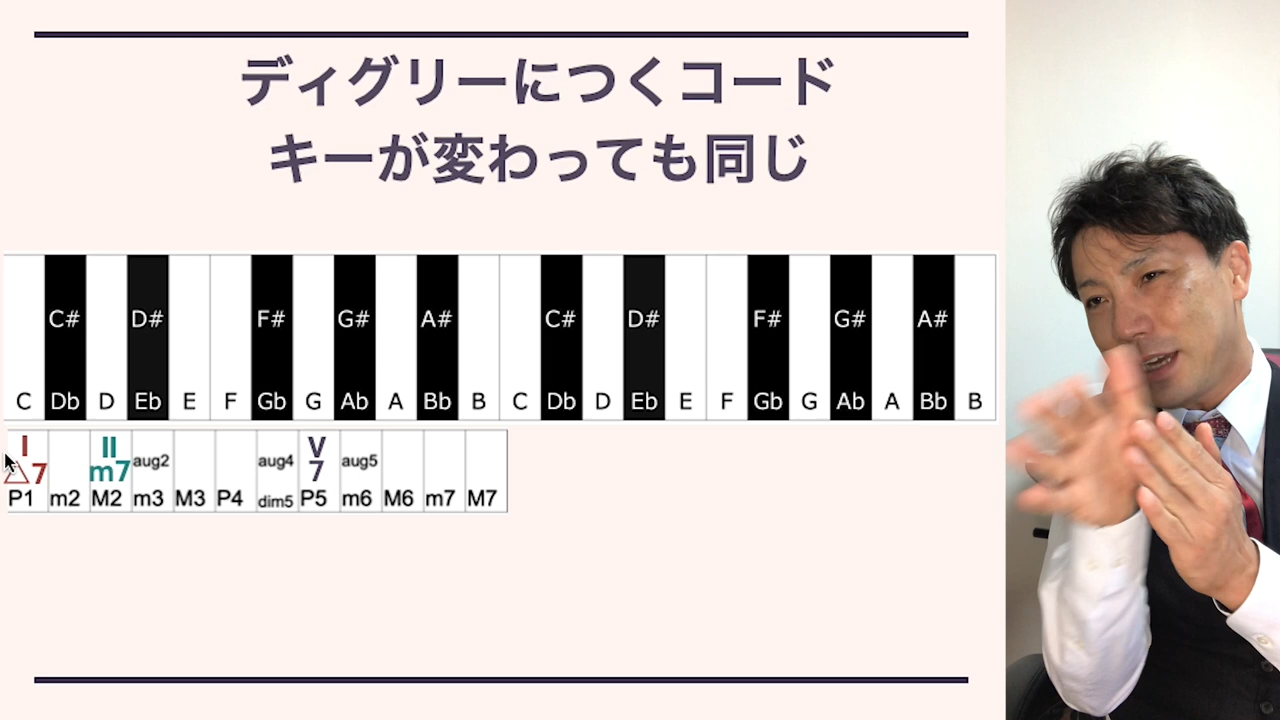 ディグリーにつくコード
キーが変わっても同じ
C# D# F# G# A# C# D# F# G# A#
C Db D Eb E F Gb G Ab A Bb B C Db D Eb E F Gb G Ab A Bb B
I II V
△7 m7 aug2 aug4 7 aug5
P1 m2 M2 m3 M3 P4 dim5 P5 m6 M6 m7 M7